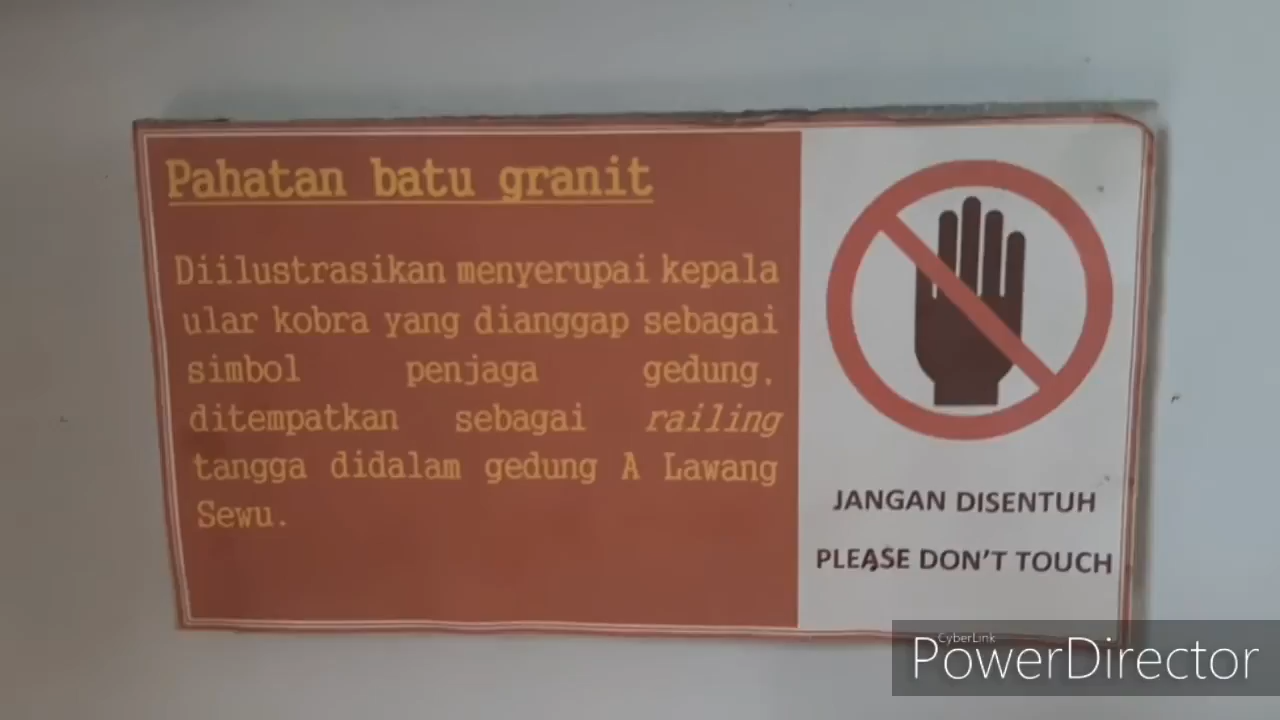 Pahatan batu granit
Diilustrasikan menyerupai kepala
ular kobra yang dianggap sebagai
simbol penjaga gedung.
ditempatkan sebagai railing
tangga didalam gedung A Lawang
Sewu.
JANGAN DISENTUH
PLEASE DON'T TOUCH
CyberLink
PowerDirector